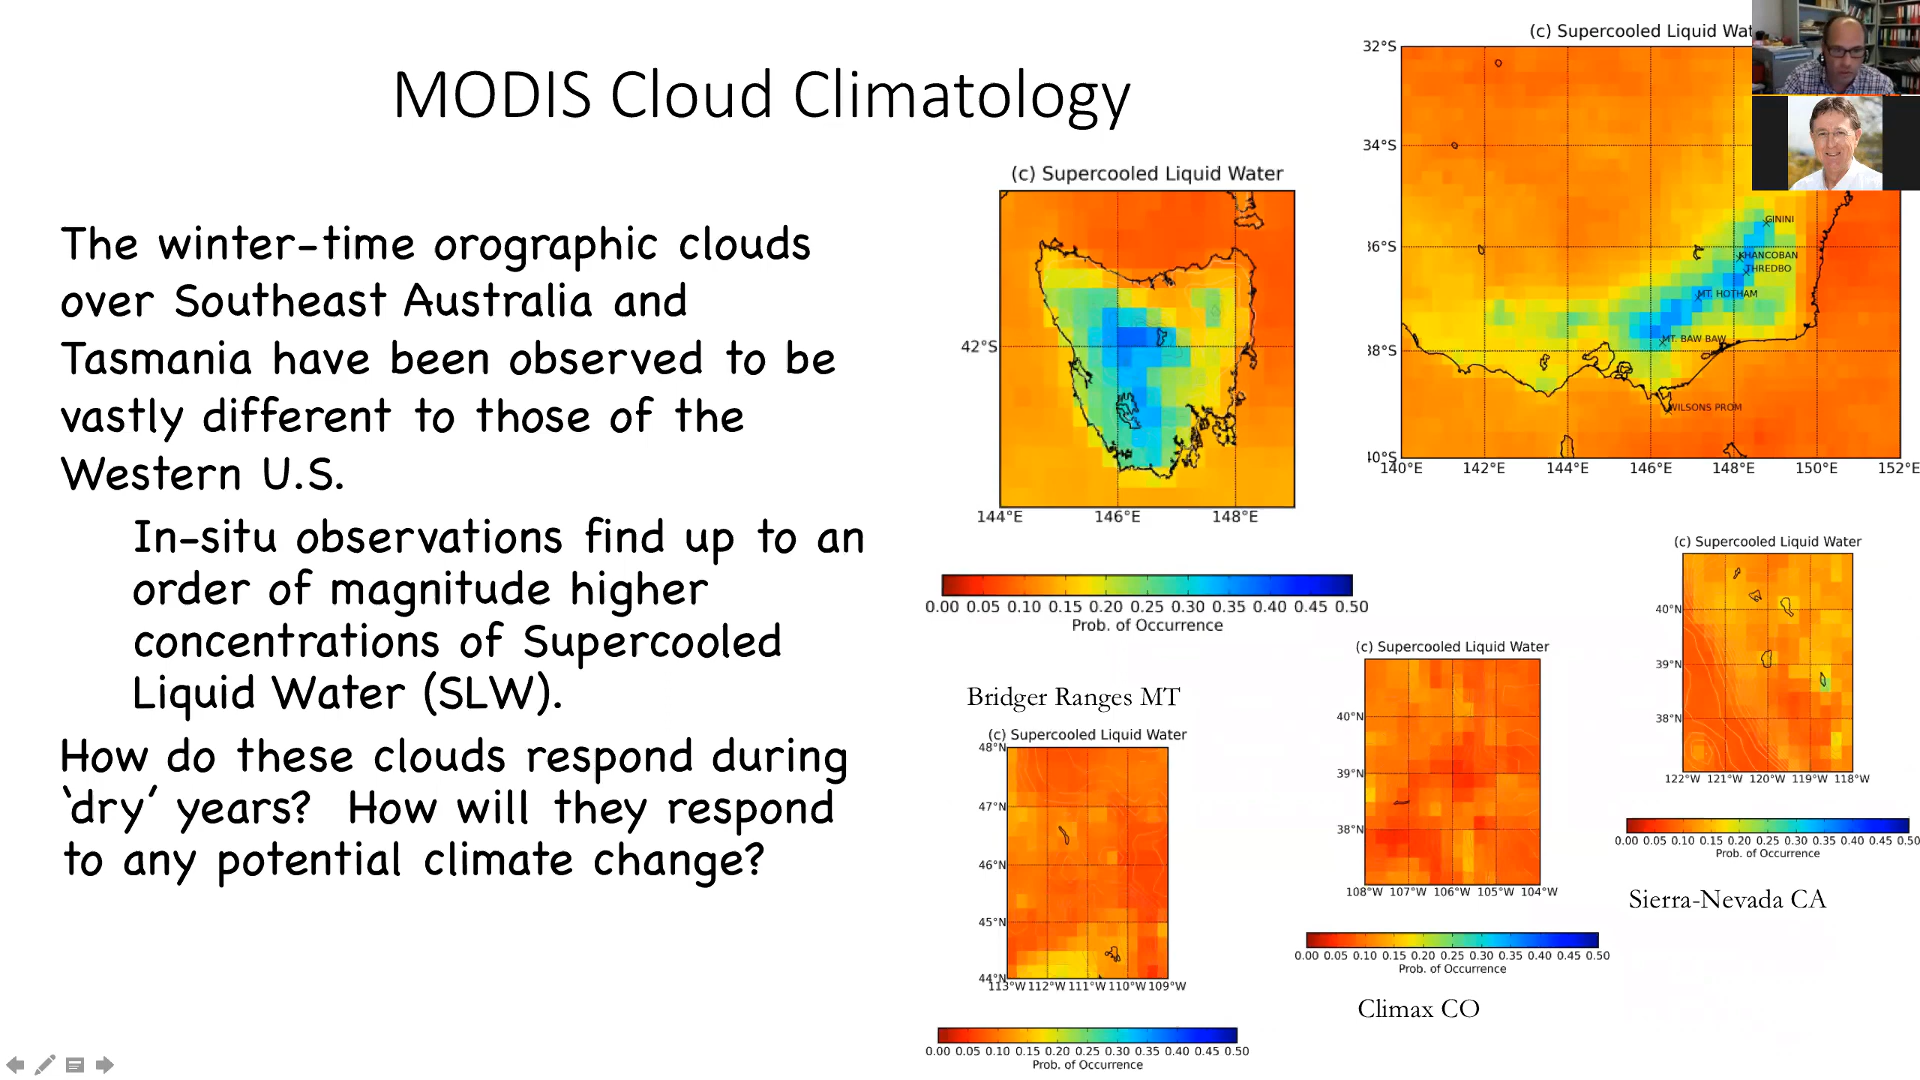 MODIS Cloud Climatology
The winter-time orographic clouds
over Southeast Australia and
Tasmania have been observed to be
vastly different to those of the
Western U.S.
In-situ observations find up to an
order of magnitude higher
concentrations of Supercooled
Liquid Water (SLW).
How do these clouds respond during
‘dry’ years?  How will they respond
to any potential climate change?
(c) Supercooled Liquid Water
42°S
144°E 146°E 148°E
0.00 0.05 0.10 0.15 0.20 0.25 0.30 0.35 0.40 0.45 0.50
Prob. of Occurrence
(c) Supercooled Liquid Wat
32°S
34°S
36°S
38°S
40°S
GININI
KHANCOBAN
THREDBO
MT. HOTHAM
MT. BAW BAW
WILSONS PROM
140°E 142°E 144°E 146°E 148°E 150°E 152°E
Bridger Ranges MT
(c) Supercooled Liquid Water
48°N
47°N
46°N
45°N
44°N
113°W 112°W 111°W 110°W 109°W
0.00 0.05 0.10 0.15 0.20 0.25 0.30 0.35 0.40 0.45 0.50
Prob. of Occurrence
(c) Supercooled Liquid Water
40°N
39°N
38°N
108°W 107°W 106°W 105°W 104°W
0.00 0.05 0.10 0.15 0.20 0.25 0.30 0.35 0.40 0.45 0.50
Prob. of Occurrence
Climax CO
(c) Supercooled Liquid Water
40°N
39°N
38°N
122°W 121°W 120°W 119°W 118°W
0.00 0.05 0.10 0.15 0.20 0.25 0.30 0.35 0.40 0.45 0.50
Prob. of Occurrence
Sierra-Nevada CA